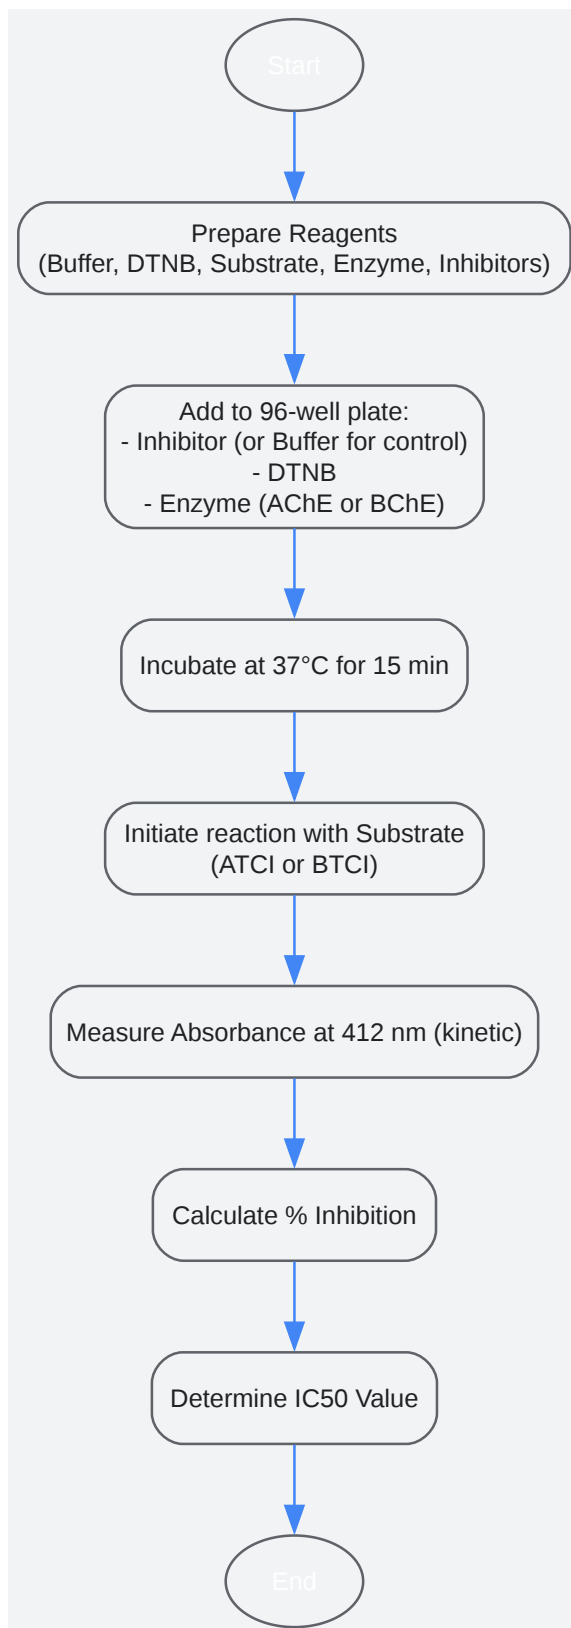 Start
Prepare Reagents
(Buffer, DTNB, Substrate, Enzyme, Inhibitors)
Add to 96-well plate:
- Inhibitor (or Buffer for control)
- DTNB
- Enzyme (AChE or BChE)
Incubate at 37°C for 15 min
Initiate reaction with Substrate
(ATCI or BTCI)
Measure Absorbance at 412 nm (kinetic)
Calculate % Inhibition
Determine IC50 Value
End